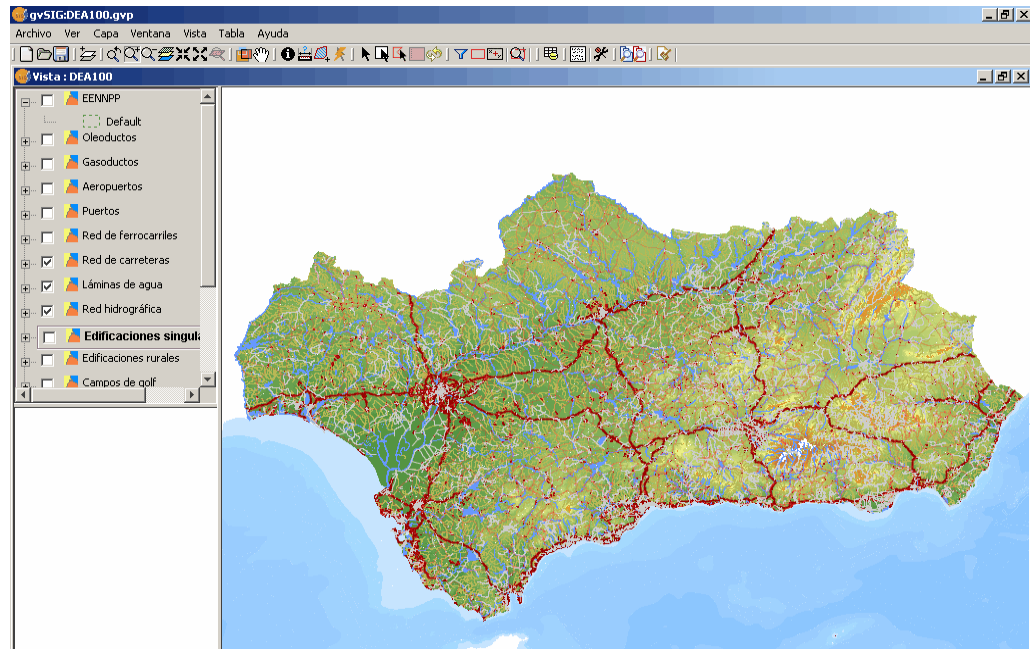 gvSIG:DEA100.gvp
Archivo Ver Capa Ventana Vista Tabla Ayuda
Vista : DEA100
EENNPP
Default
Oleoductos
Gasoductos
Aeropuertos
Puertos
Red de ferrocarriles
Red de carreteras
Láminas de agua
Red hidrográfica
Edificaciones singula
Edificaciones rurales
Campos de golf